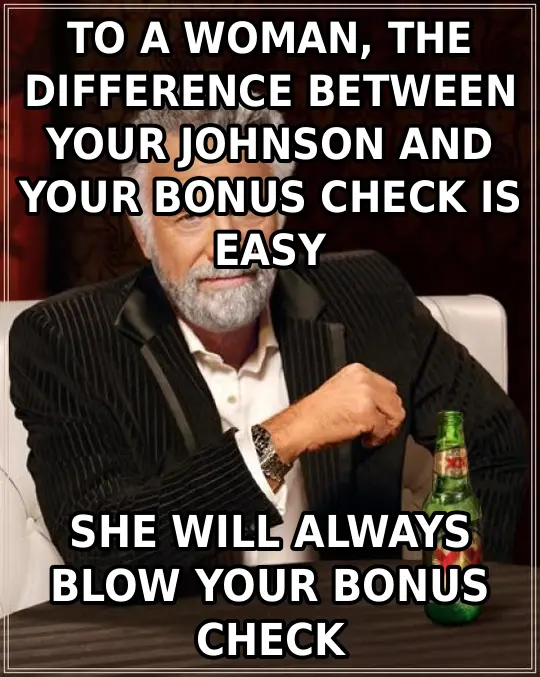 TO A WOMAN, THE
DIFFERENCE BETWEEN
YOUR JOHNSON AND
YOUR BONUS CHECK IS
EASY
XX
SHE WILL ALWAYS
BLOW YOUR BONUS
CHECK